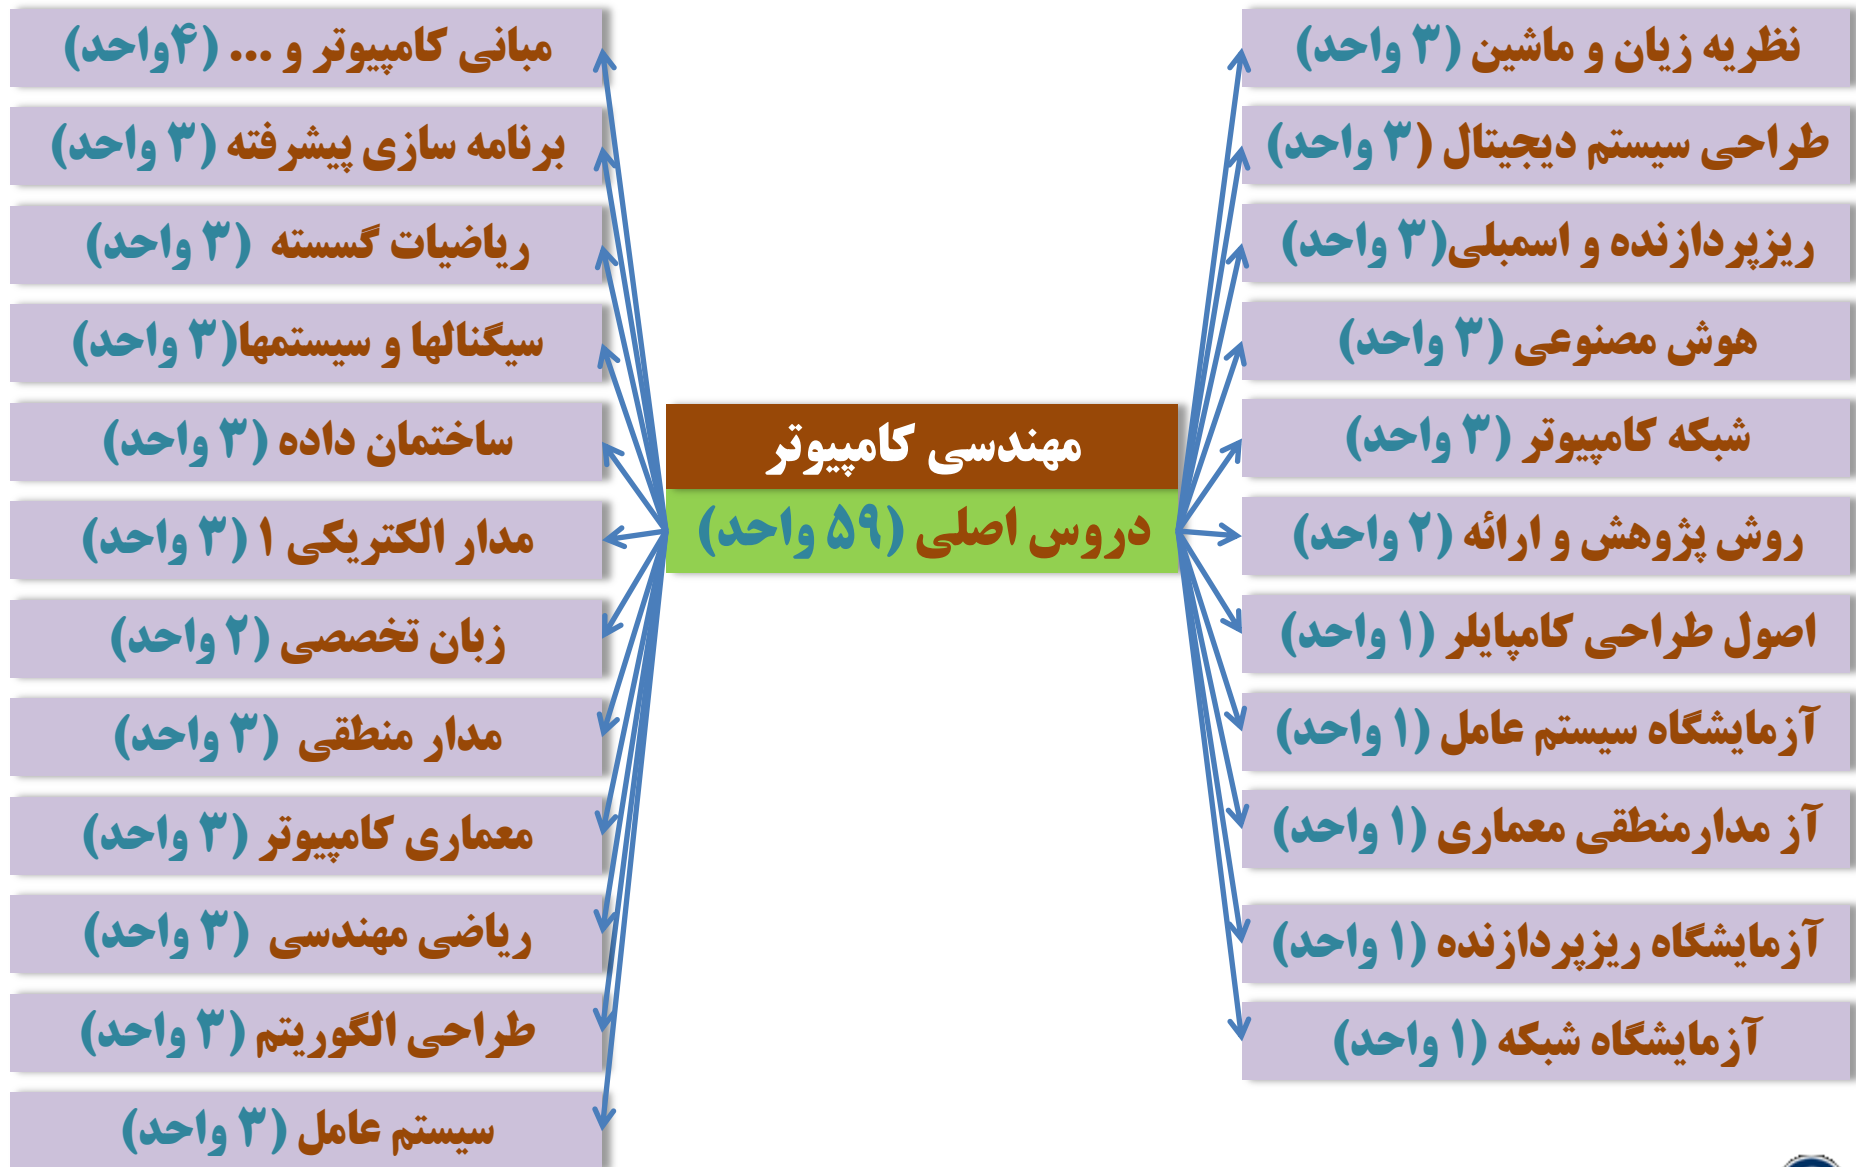 مهندسی کامپیوتر
دروس اصلی (۵۹ واحد)
نظریه زیان و ماشین (۳ واحد)
طراحی سیستم دیجیتال (۳ واحد)
ریزپردازنده و اسمبلی(۳ واحد)
هوش مصنوعی (۳ واحد)
شبکه کامپیوتر (۳ واحد)
روش پژوهش و ارائه (۲ واحد)
اصول طراحی کامپایلر (۱ واحد)
آزمایشگاه سیستم عامل (۱ واحد)
آز مدارمنطقی معماری (۱ واحد)
آزمایشگاه ریزپردازنده (۱ واحد)
آزمایشگاه شبکه (۱ واحد)
مبانی کامپیوتر و ... (۴واحد)
برنامه سازی پیشرفته (۳ واحد)
ریاضیات گسسته (۳ واحد)
سیگنالها و سیستمها(۳ واحد)
ساختمان داده (۳ واحد)
مدار الکتریکی ۱ (۳ واحد)
زبان تخصصی (۲ واحد)
مدار منطقی (۳ واحد)
معماری کامپیوتر (۳ واحد)
ریاضی مهندسی (۳ واحد)
طراحی الگوریتم (۳ واحد)
سیستم عامل (۳ واحد)